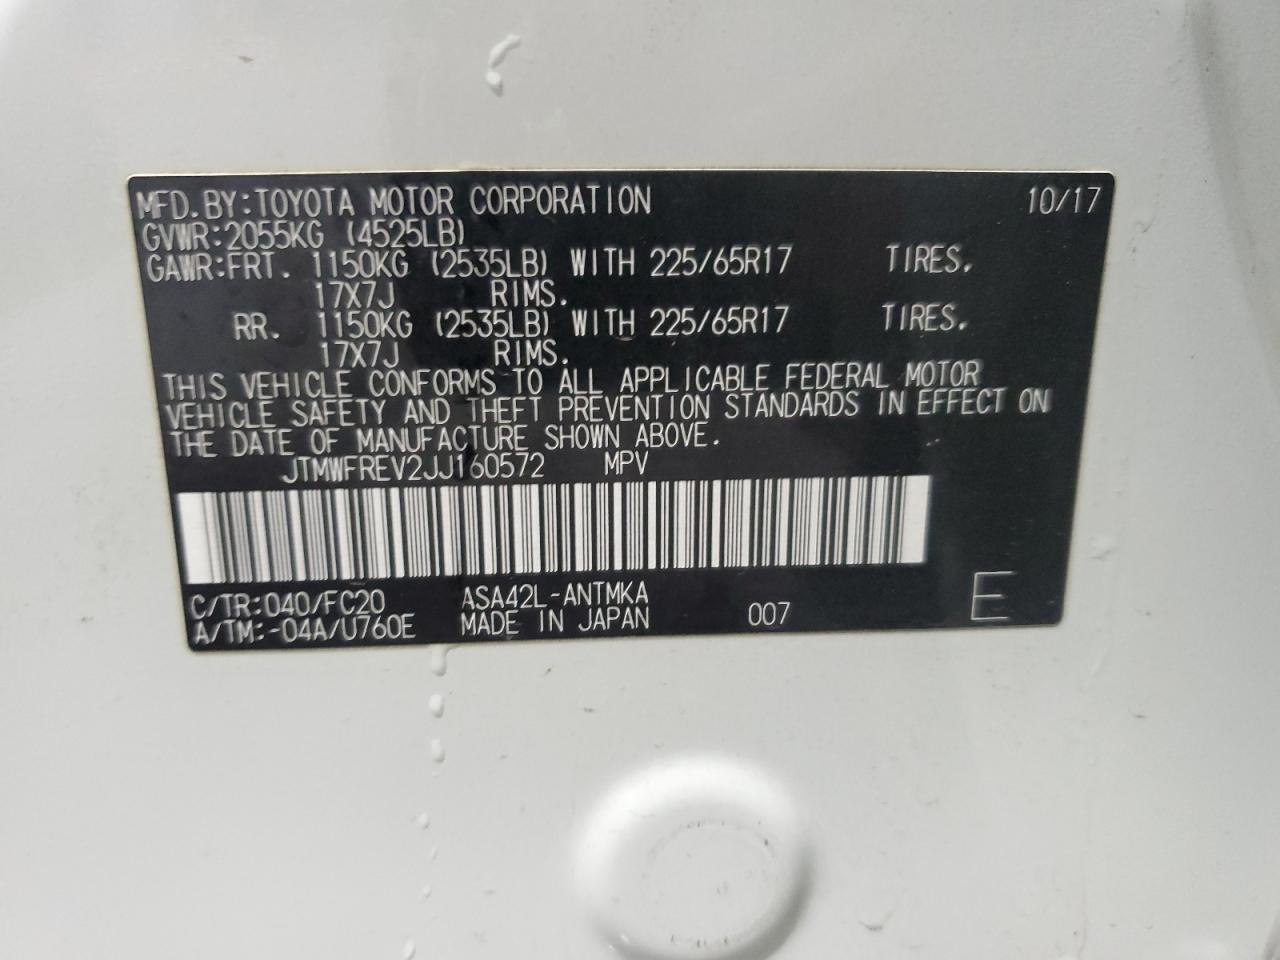 MFD.BY:TOYOTA MOTOR CORPORATION 10/17
GVWR:2055KG (4525LB)
GAWR:FRT. 1150KG (2535LB) WITH 225/65R17 TIRES.
17X7J RIMS.
RR. 1150KG (2535LB) WITH 225/65R17 TIRES.
17X7J RIMS.
THIS VEHICLE CONFORMS TO ALL APPLICABLE FEDERAL MOTOR
VEHICLE SAFETY AND THEFT PREVENTION STANDARDS IN EFFECT ON
THE DATE OF MANUFACTURE SHOWN ABOVE.
JTMWFREV2JJ160572 MPV
C/TR:040/FC20 ASA42L-ANTMKA
A/TM:-04A/U760E MADE IN JAPAN 007 E